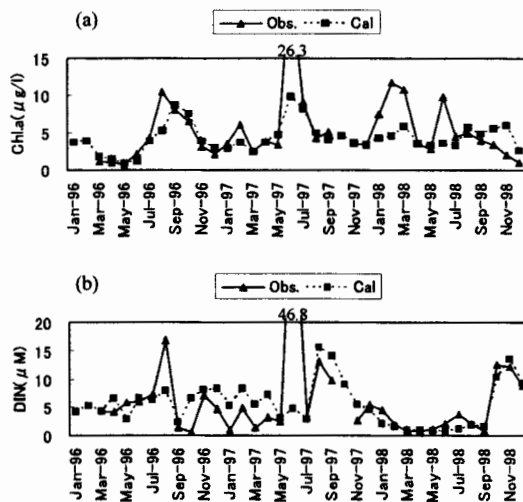 (a)
Obs. Cal
26.3
Chl.a(μg/l)
15
10
5
0
Jan-96
Mar-96
May-96
Jul-96
Sep-96
Nov-96
Jan-97
Mar-97
May-97
Jul-97
Sep-97
Nov-97
Jan-98
Mar-98
May-98
Jul-98
Sep-98
Nov-98
(b)
Obs. Cal
46.8
DIN(μM)
20
15
10
5
0
Jan-96
Mar-96
May-96
Jul-96
Sep-96
Nov-96
Jan-97
Mar-97
May-97
Jul-97
Sep-97
Nov-97
Jan-98
Mar-98
May-98
Jul-98
Sep-98
Nov-98